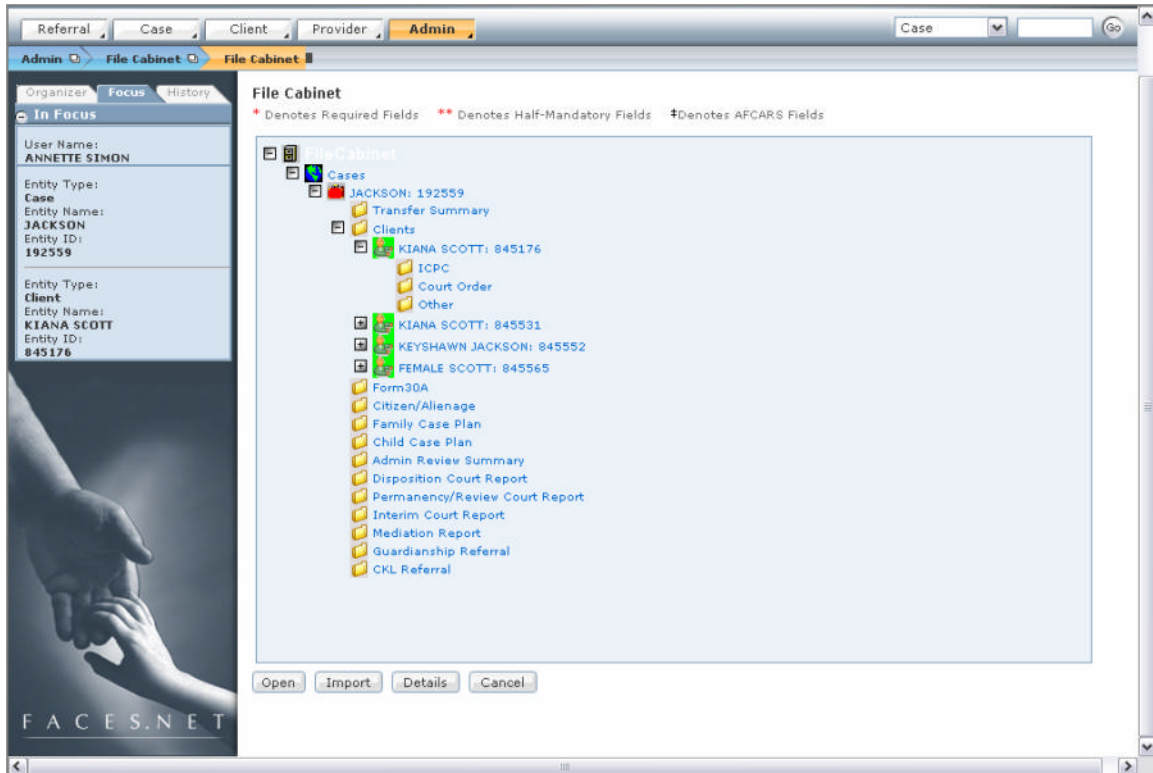 Referral Case Client Provider Admin Case Go
Admin File Cabinet File Cabinet
Organizer Focus History
In Focus
User Name:
ANNETTE SIMON
Entity Type:
Case
Entity Name:
JACKSON
Entity ID:
192559
Entity Type:
Client
Entity Name:
KIANA SCOTT
Entity ID:
845176
FACES.NET
File Cabinet
* Denotes Required Fields ** Denotes Half-Mandatory Fields ‡Denotes AFCARS Fields
FileCabinet
Cases
JACKSON: 192559
Transfer Summary
Clients
KIANA SCOTT: 845176
ICPC
Court Order
Other
KIANA SCOTT: 845531
KEYSHAWN JACKSON: 845552
FEMALE SCOTT: 845565
Form30A
Citizen/Alienage
Family Case Plan
Child Case Plan
Admin Review Summary
Disposition Court Report
Permanency/Review Court Report
Interim Court Report
Mediation Report
Guardianship Referral
CKL Referral
Open Import Details Cancel